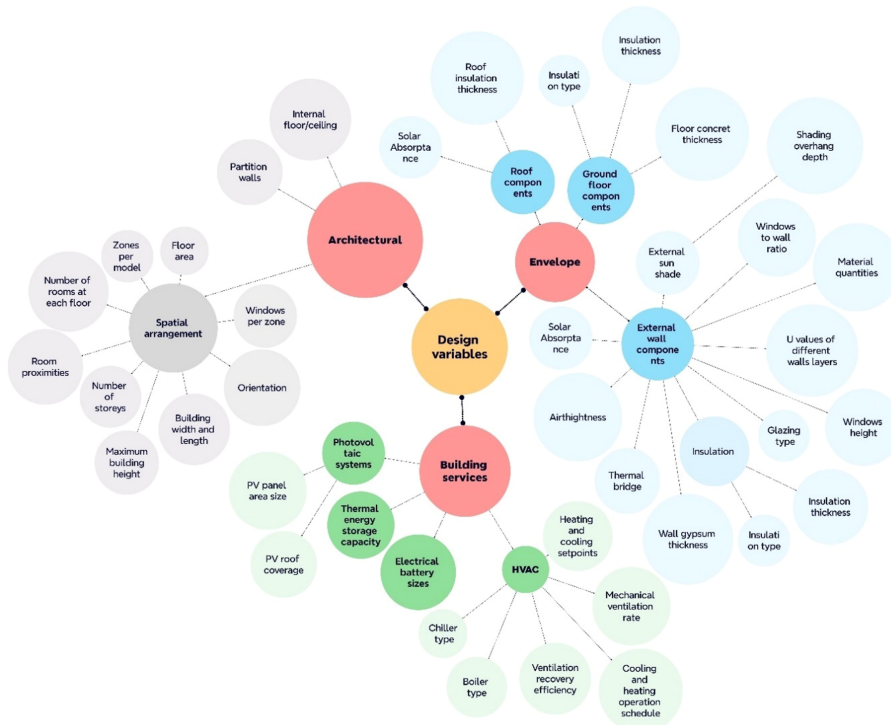 Internal
floor/ceiling
Partition
walls
Architectural
Zones per
model
Floor
area
Number of
rooms at
each floor
Spatial
arrangement
Windows
per zone
Room
proximities
Number
of
storeys
Orientation
Building
width and
length
Maximum
building
height
Design
variables
Envelope
Roof
compon
ents
Roof
insulation
thickness
Solar
Absorpta
nce
Ground
floor
compon
ents
Insulati
on type
Insulation
thickness
Floor concret
thickness
Shading
overhang
depth
External
sun
shade
Windows
to wall
ratio
Material
quantities
External
wall
compone
nts
Solar
Absorpta
nce
U values of
different
walls layers
Airthightness
Windows
height
Glazing
type
Thermal
bridge
Insulation
Insulation
thickness
Insulati
on type
Wall gypsum
thickness
Building
services
Photovol
taic
systems
PV panel
area size
PV roof
coverage
Thermal
energy
storage
capacity
Electrical
battery
sizes
HVAC
Heating
and
cooling
setpoints
Mechanical
ventilation
rate
Chiller
type
Boiler
type
Ventilation
recovery
efficiency
Cooling
and
heating
operation
schedule